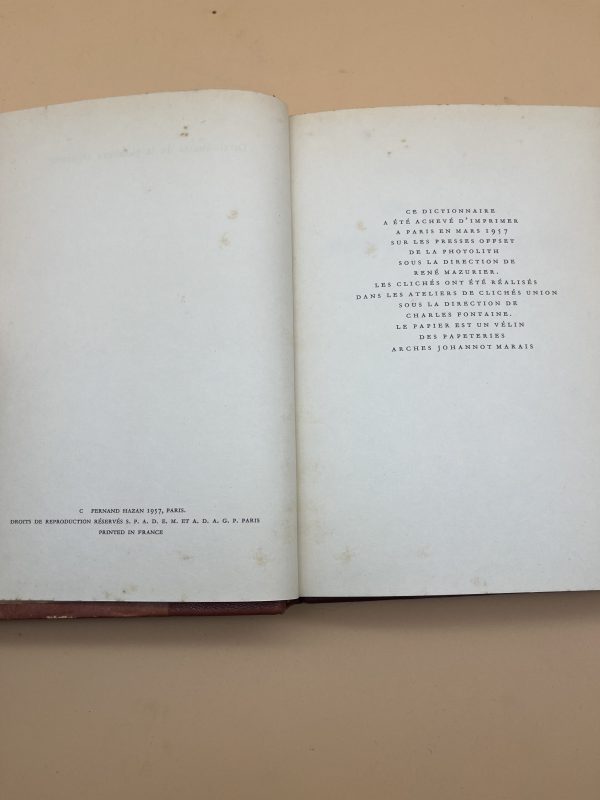 C FERNAND HAZAN 1957, PARIS.
DROITS DE REPRODUCTION RÉSERVÉS S. P. A. D. E. M. ET A. D. A. G. P. PARIS
PRINTED IN FRANCE
CE DICTIONNAIRE
A ÉTÉ ACHEVÉ D'IMPRIMER
A PARIS EN MARS 1957
SUR LES PRESSES OFFSET
DE LA PHOTOLITH
SOUS LA DIRECTION DE
RENÉ MAZURIER.
LES CLICHÉS ONT ÉTÉ RÉALISÉS
DANS LES ATELIERS DE CLICHÉS UNION
SOUS LA DIRECTION DE
CHARLES FONTAINE.
LE PAPIER EST UN VÉLIN
DES PAPETERIES
ARCHES JOHANNOT MARAIS